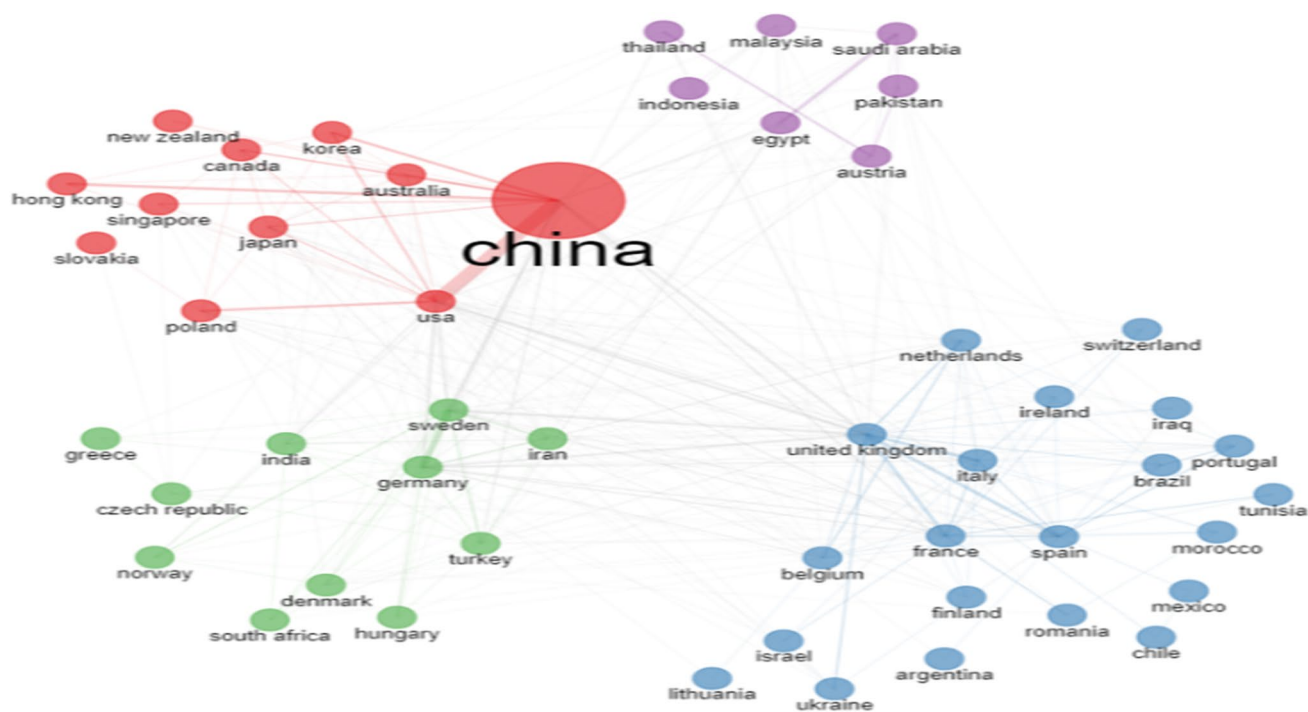 thailand
malaysia
saudi arabia
indonesia
pakistan
egypt
austria
new zealand
korea
canada
australia
hong kong
singapore
japan
china
slovakia
usa
poland
netherlands
switzerland
ireland
iraq
sweden
united kingdom
portugal
greece
india
iran
italy
brazil
germany
tunisia
czech republic
france
spain
morocco
turkey
norway
belgium
denmark
finland
mexico
south africa
hungary
romania
israel
chile
argentina
lithuania
ukraine